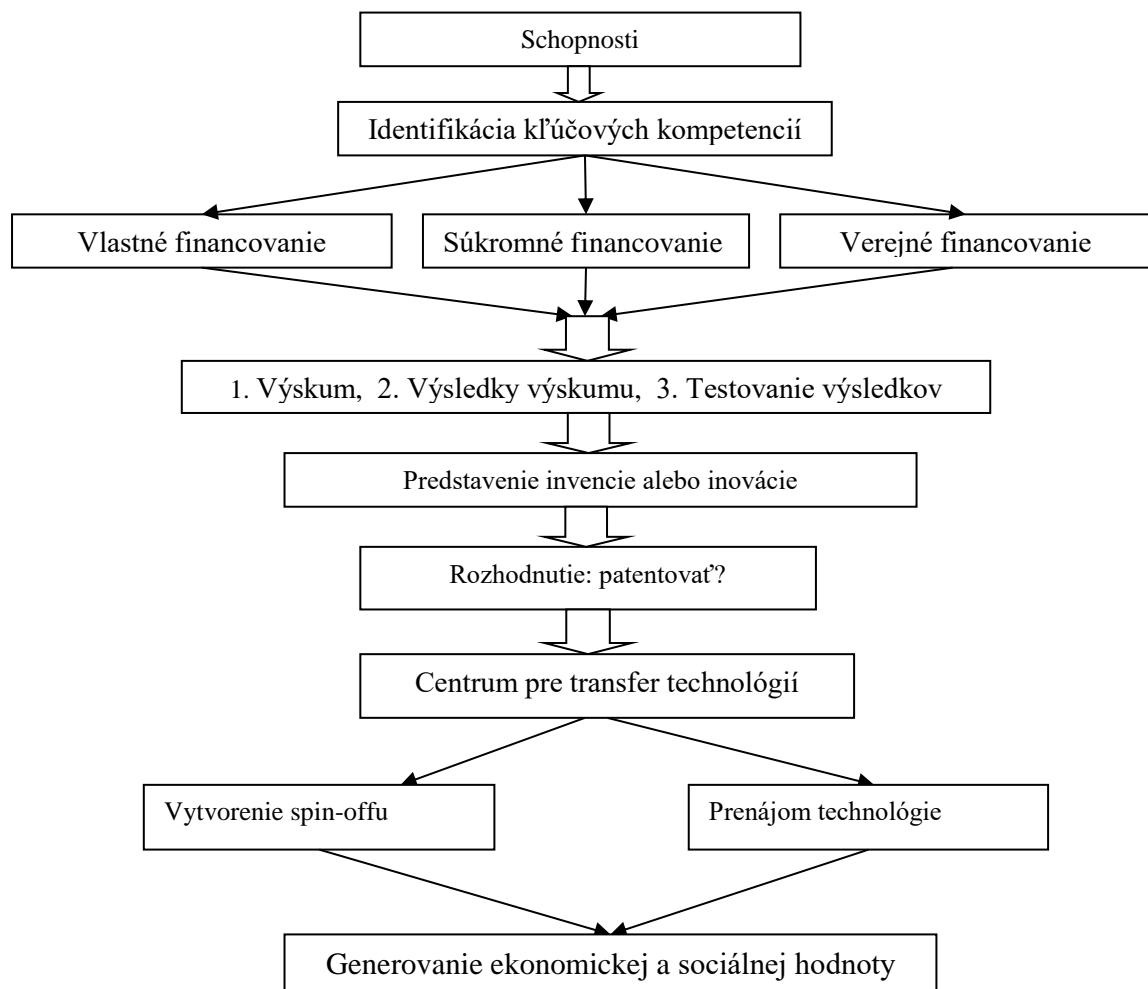 Schopnosti
Identifikácia kľúčových kompetencií
Vlastné financovanie
Súkromné financovanie
Verejné financovanie
1. Výskum, 2. Výsledky výskumu, 3. Testovanie výsledkov
Predstavenie invencie alebo inovácie
Rozhodnutie: patentovať?
Centrum pre transfer technológií
Vytvorenie spin-offu
Prenájom technológie
Generovanie ekonomickej a sociálnej hodnoty